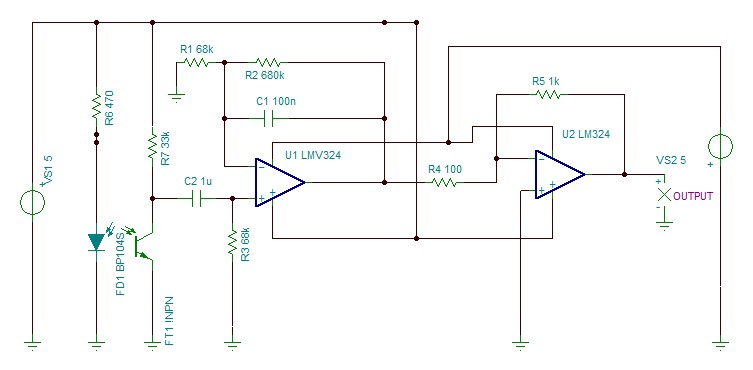 R1 68k
R2 680k
C1 100n
R5 1k
R6 470
R7 33k
U1 LMV324
U2 LM324
VS1 5
+
C2 1u
R4 100
VS2 5
+
OUTPUT
-
+
R3 68k
FD1 BP104S
FT1 !NPN